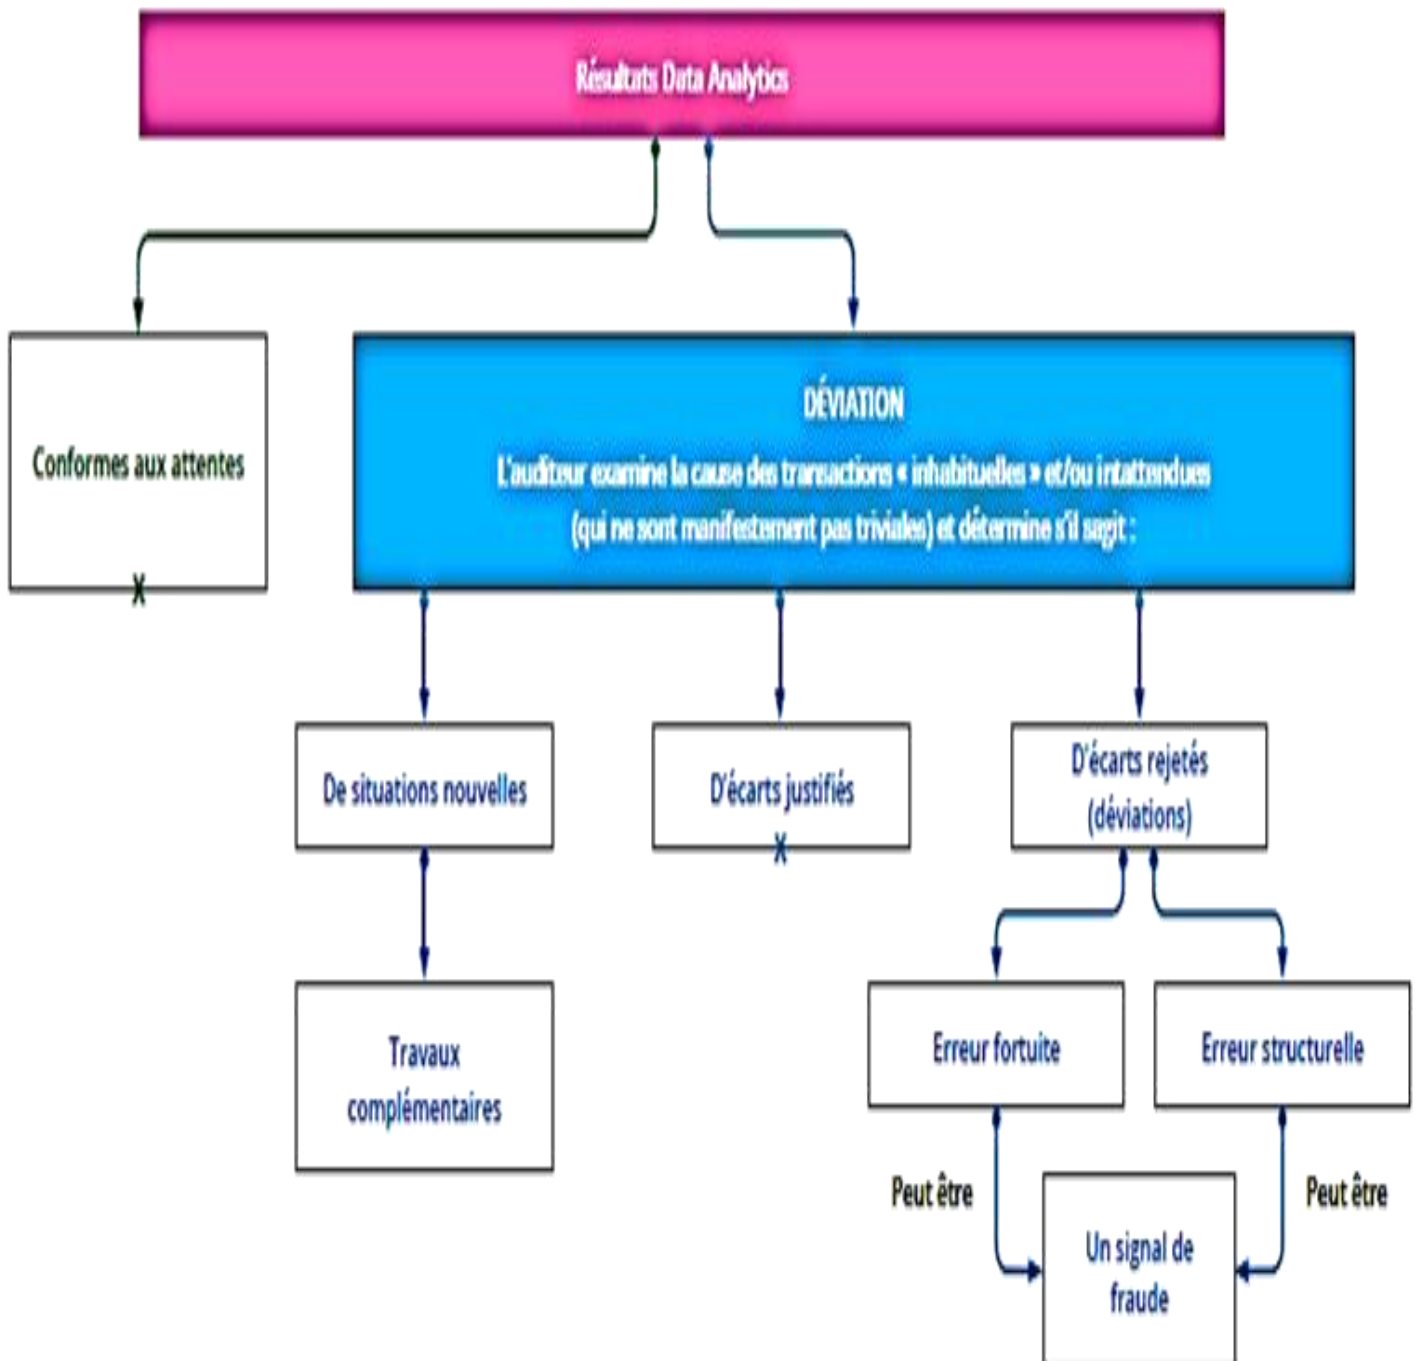 Résultats Data Analytics
Conformes aux attentes
X
DÉVIATION
L'auditeur examine la cause des transactions « inhabituelles » et/ou intattendues
(qui ne sont manifestement pas triviales) et détermine s'il sagit :
De situations nouvelles
D'écarts justifiés
X
D'écarts rejetés
(déviations)
Travaux
complémentaires
Erreur fortuite
Erreur structurelle
Peut être
Peut être
Un signal de
fraude